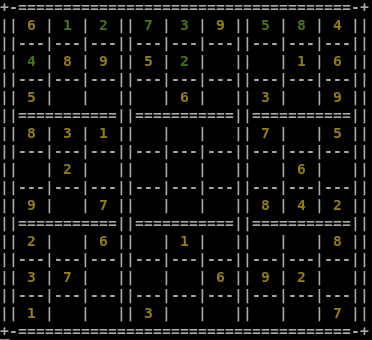 +-===================================-+
|| 6 | 1 | 2 || 7 | 3 | 9 || 5 | 8 | 4 ||
||---|---|---||---|---|---||---|---|---||
|| 4 | 8 | 9 || 5 | 2 |   ||   | 1 | 6 ||
||---|---|---||---|---|---||---|---|---||
|| 5 |   |   ||   | 6 |   || 3 |   | 9 ||
||===========||===========||===========||
|| 8 | 3 | 1 ||   |   |   || 7 |   | 5 ||
||---|---|---||---|---|---||---|---|---||
||   | 2 |   ||   |   |   ||   | 6 |   ||
||---|---|---||---|---|---||---|---|---||
|| 9 |   | 7 ||   |   |   || 8 | 4 | 2 ||
||===========||===========||===========||
|| 2 |   | 6 ||   | 1 |   ||   |   | 8 ||
||---|---|---||---|---|---||---|---|---||
|| 3 | 7 |   ||   |   | 6 || 9 | 2 |   ||
||---|---|---||---|---|---||---|---|---||
|| 1 |   |   || 3 |   |   ||   |   | 7 ||
+-===================================-+